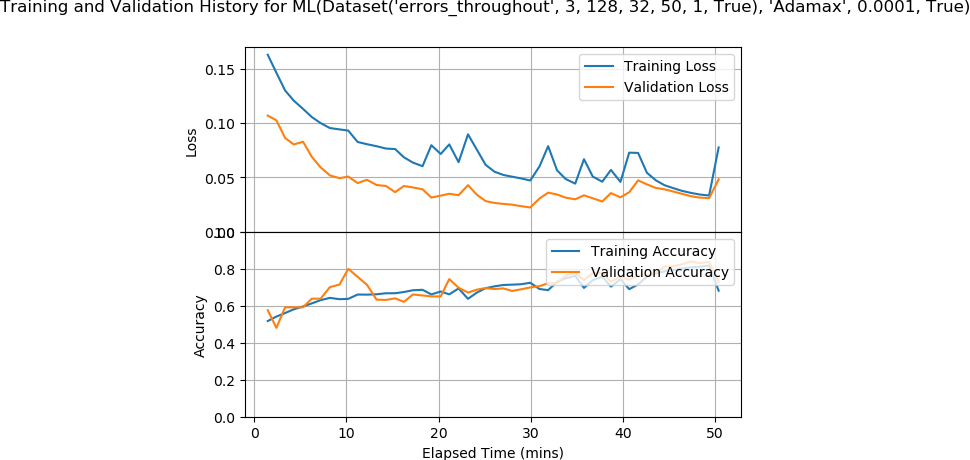 Training and Validation History for ML(Dataset('errors_throughout', 3, 128, 32, 50, 1, True), 'Adamax', 0.0001, True)
Training Loss
Validation Loss
Loss
0.15
0.10
0.05
0.00
1.0
Training Accuracy
Validation Accuracy
Accuracy
0.8
0.6
0.4
0.2
0.0
0 10 20 30 40 50
Elapsed Time (mins)